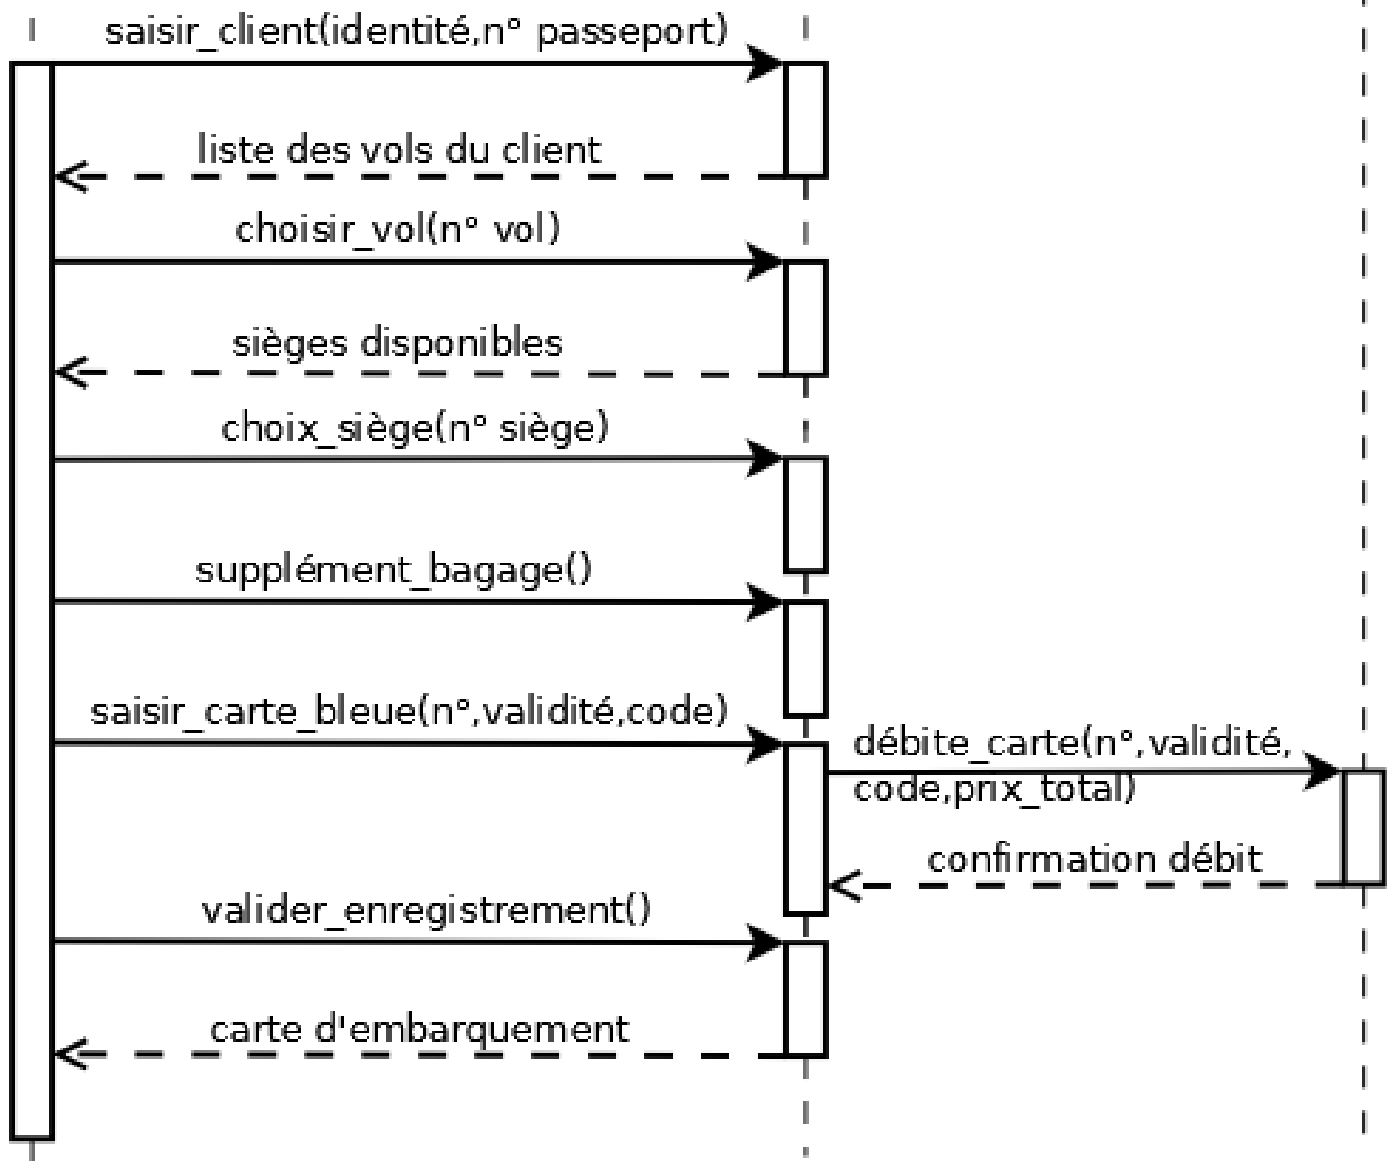 saisir_client(identité,n° passeport)
liste des vols du client
choisir_vol(n° vol)
sièges disponibles
choix_siège(n° siège)
supplément_bagage()
saisir_carte_bleue(n°,validité,code)
débite_carte(n°,validité,
code,prix_total)
confirmation débit
valider_enregistrement()
carte d'embarquement